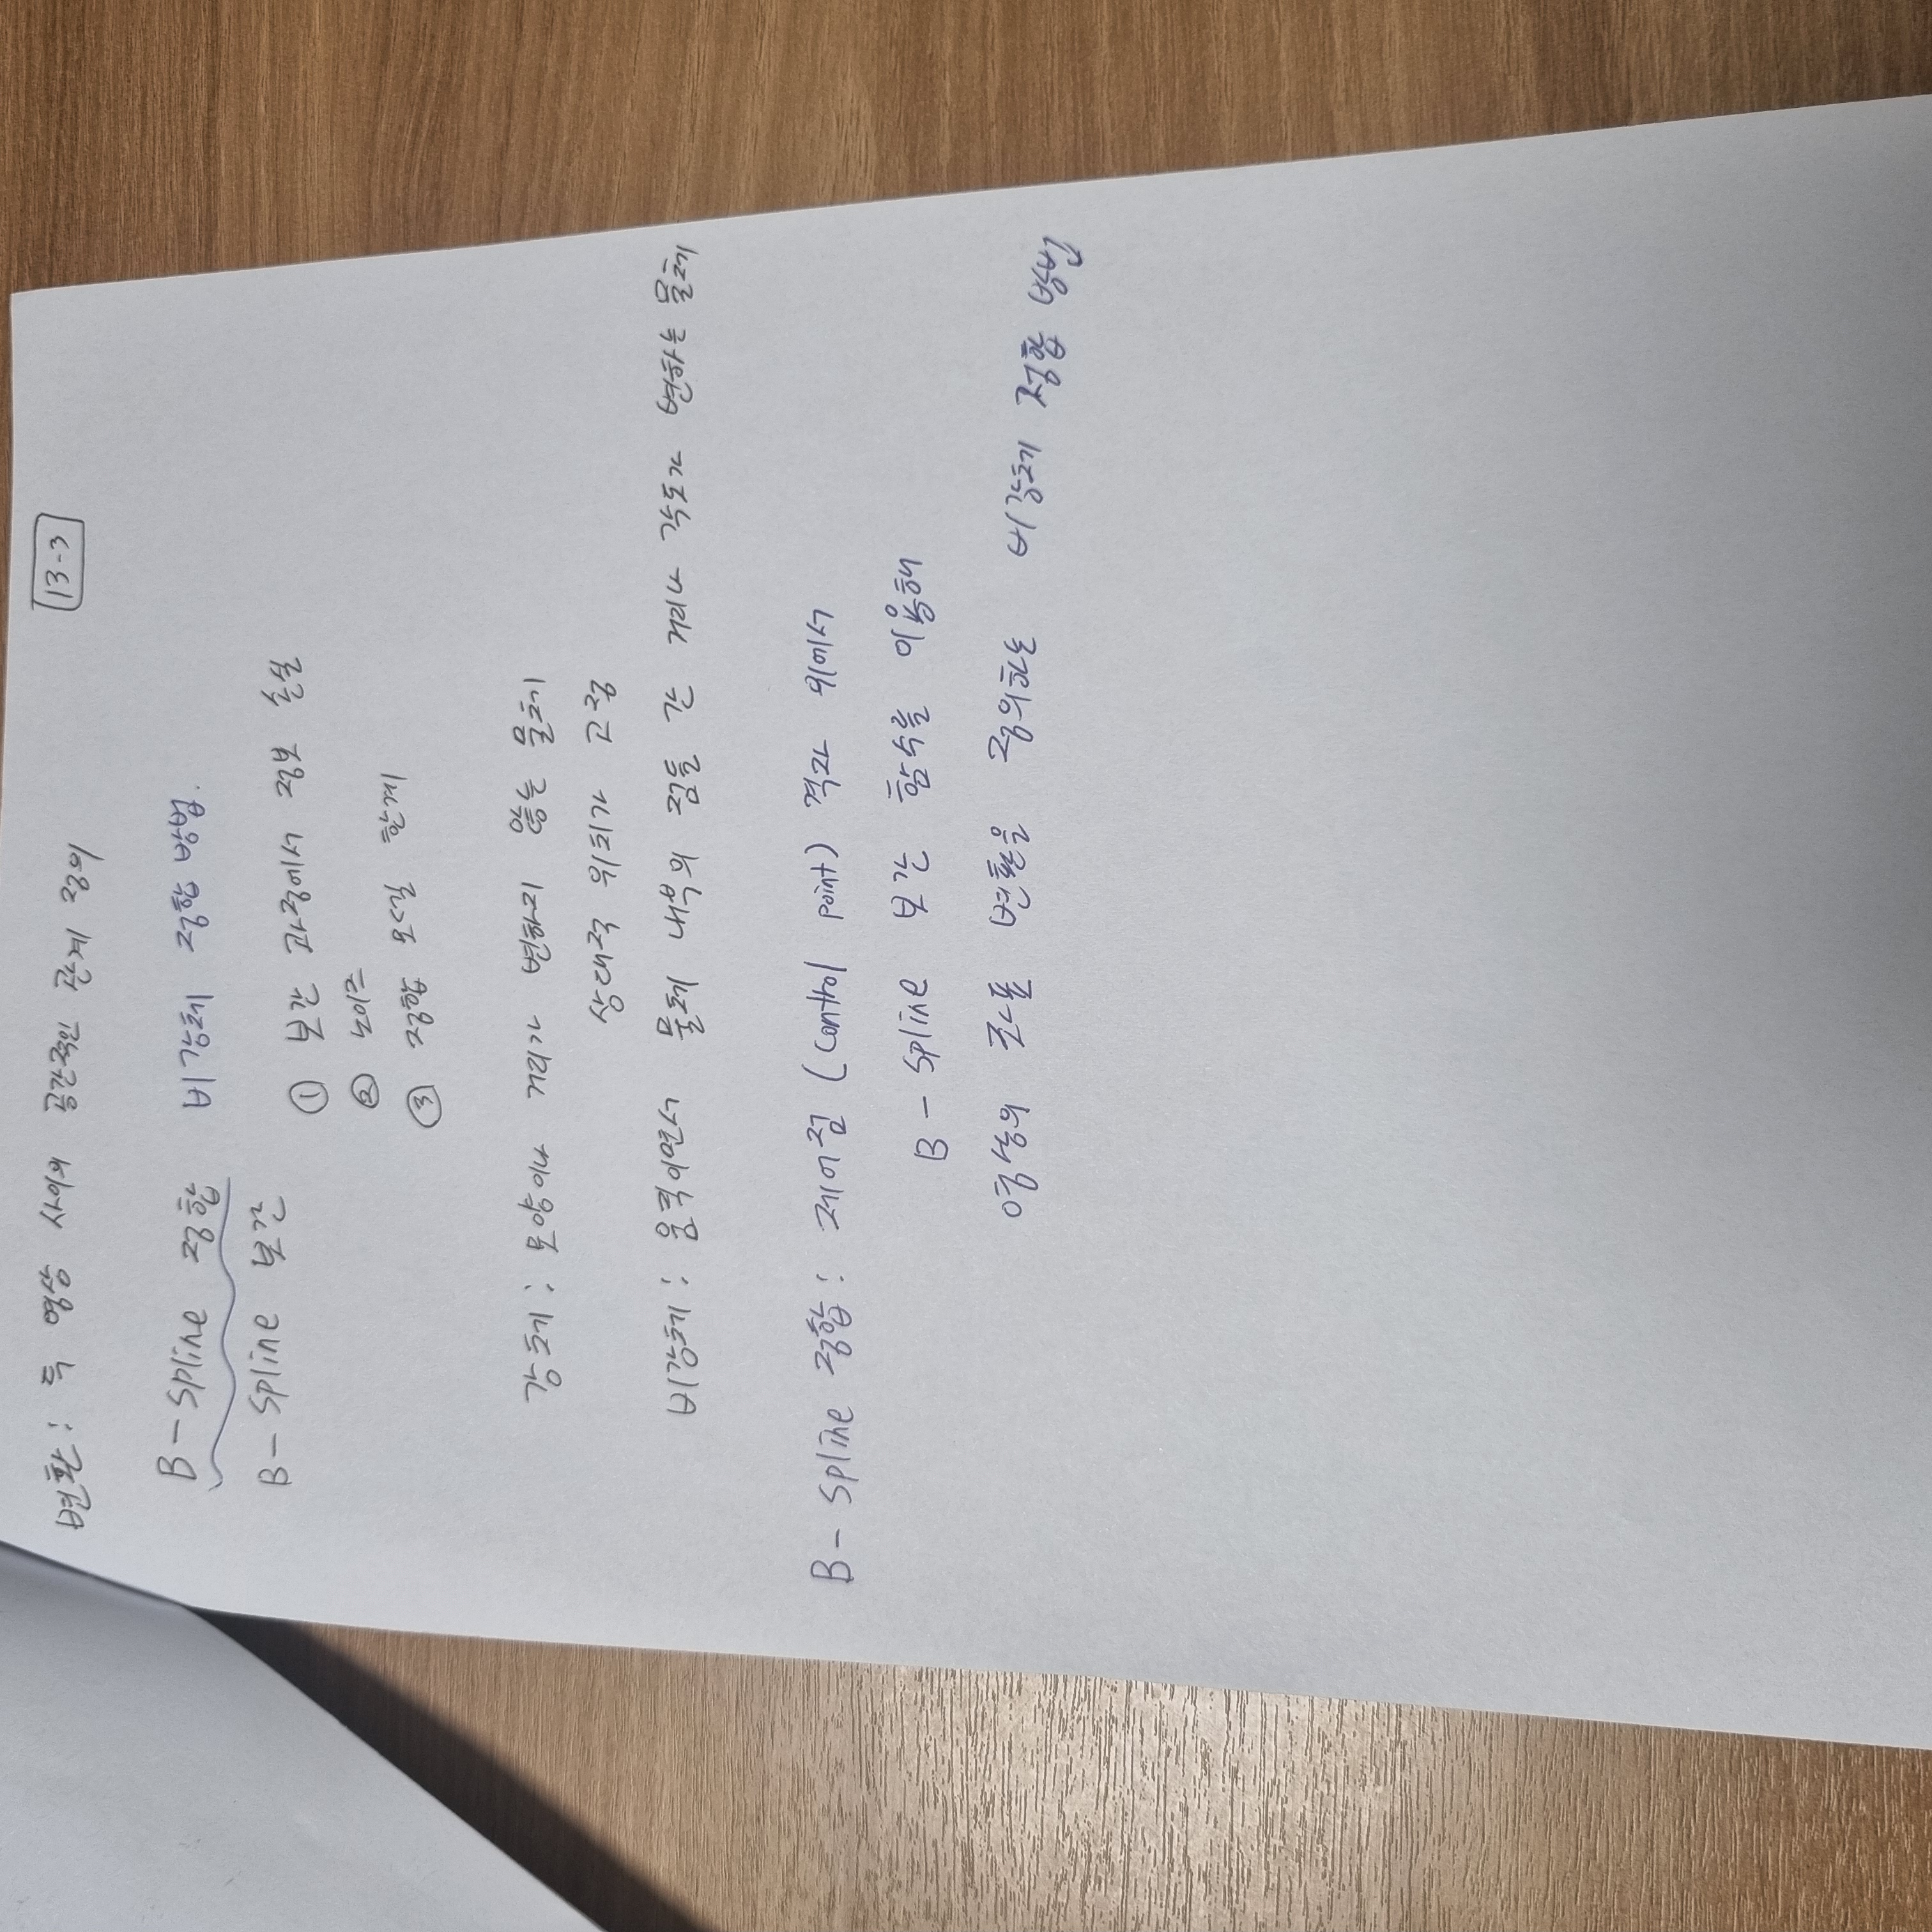 변환 : 두 영상 사이의 공간적인 관계 정의
13-3
B-spline 정합 비강체 정합 방법.
B-spline 보간
① 보간 과정에서 정보 손실
② 노이즈
③ 정합 한계
강체 : 모양이나 거리가 변하지 않는 물체
상대적 위치가 고정
비강체 : 움직이면서 물체 내부의 점들 간 거리나 각도가 변하는 물체
B-spline 정합 : 제어점 (control point) 격자 위에서
B-spline 보간 함수를 이용해
영상의 좌표 변환을 정의하는 비강체 정합 방법